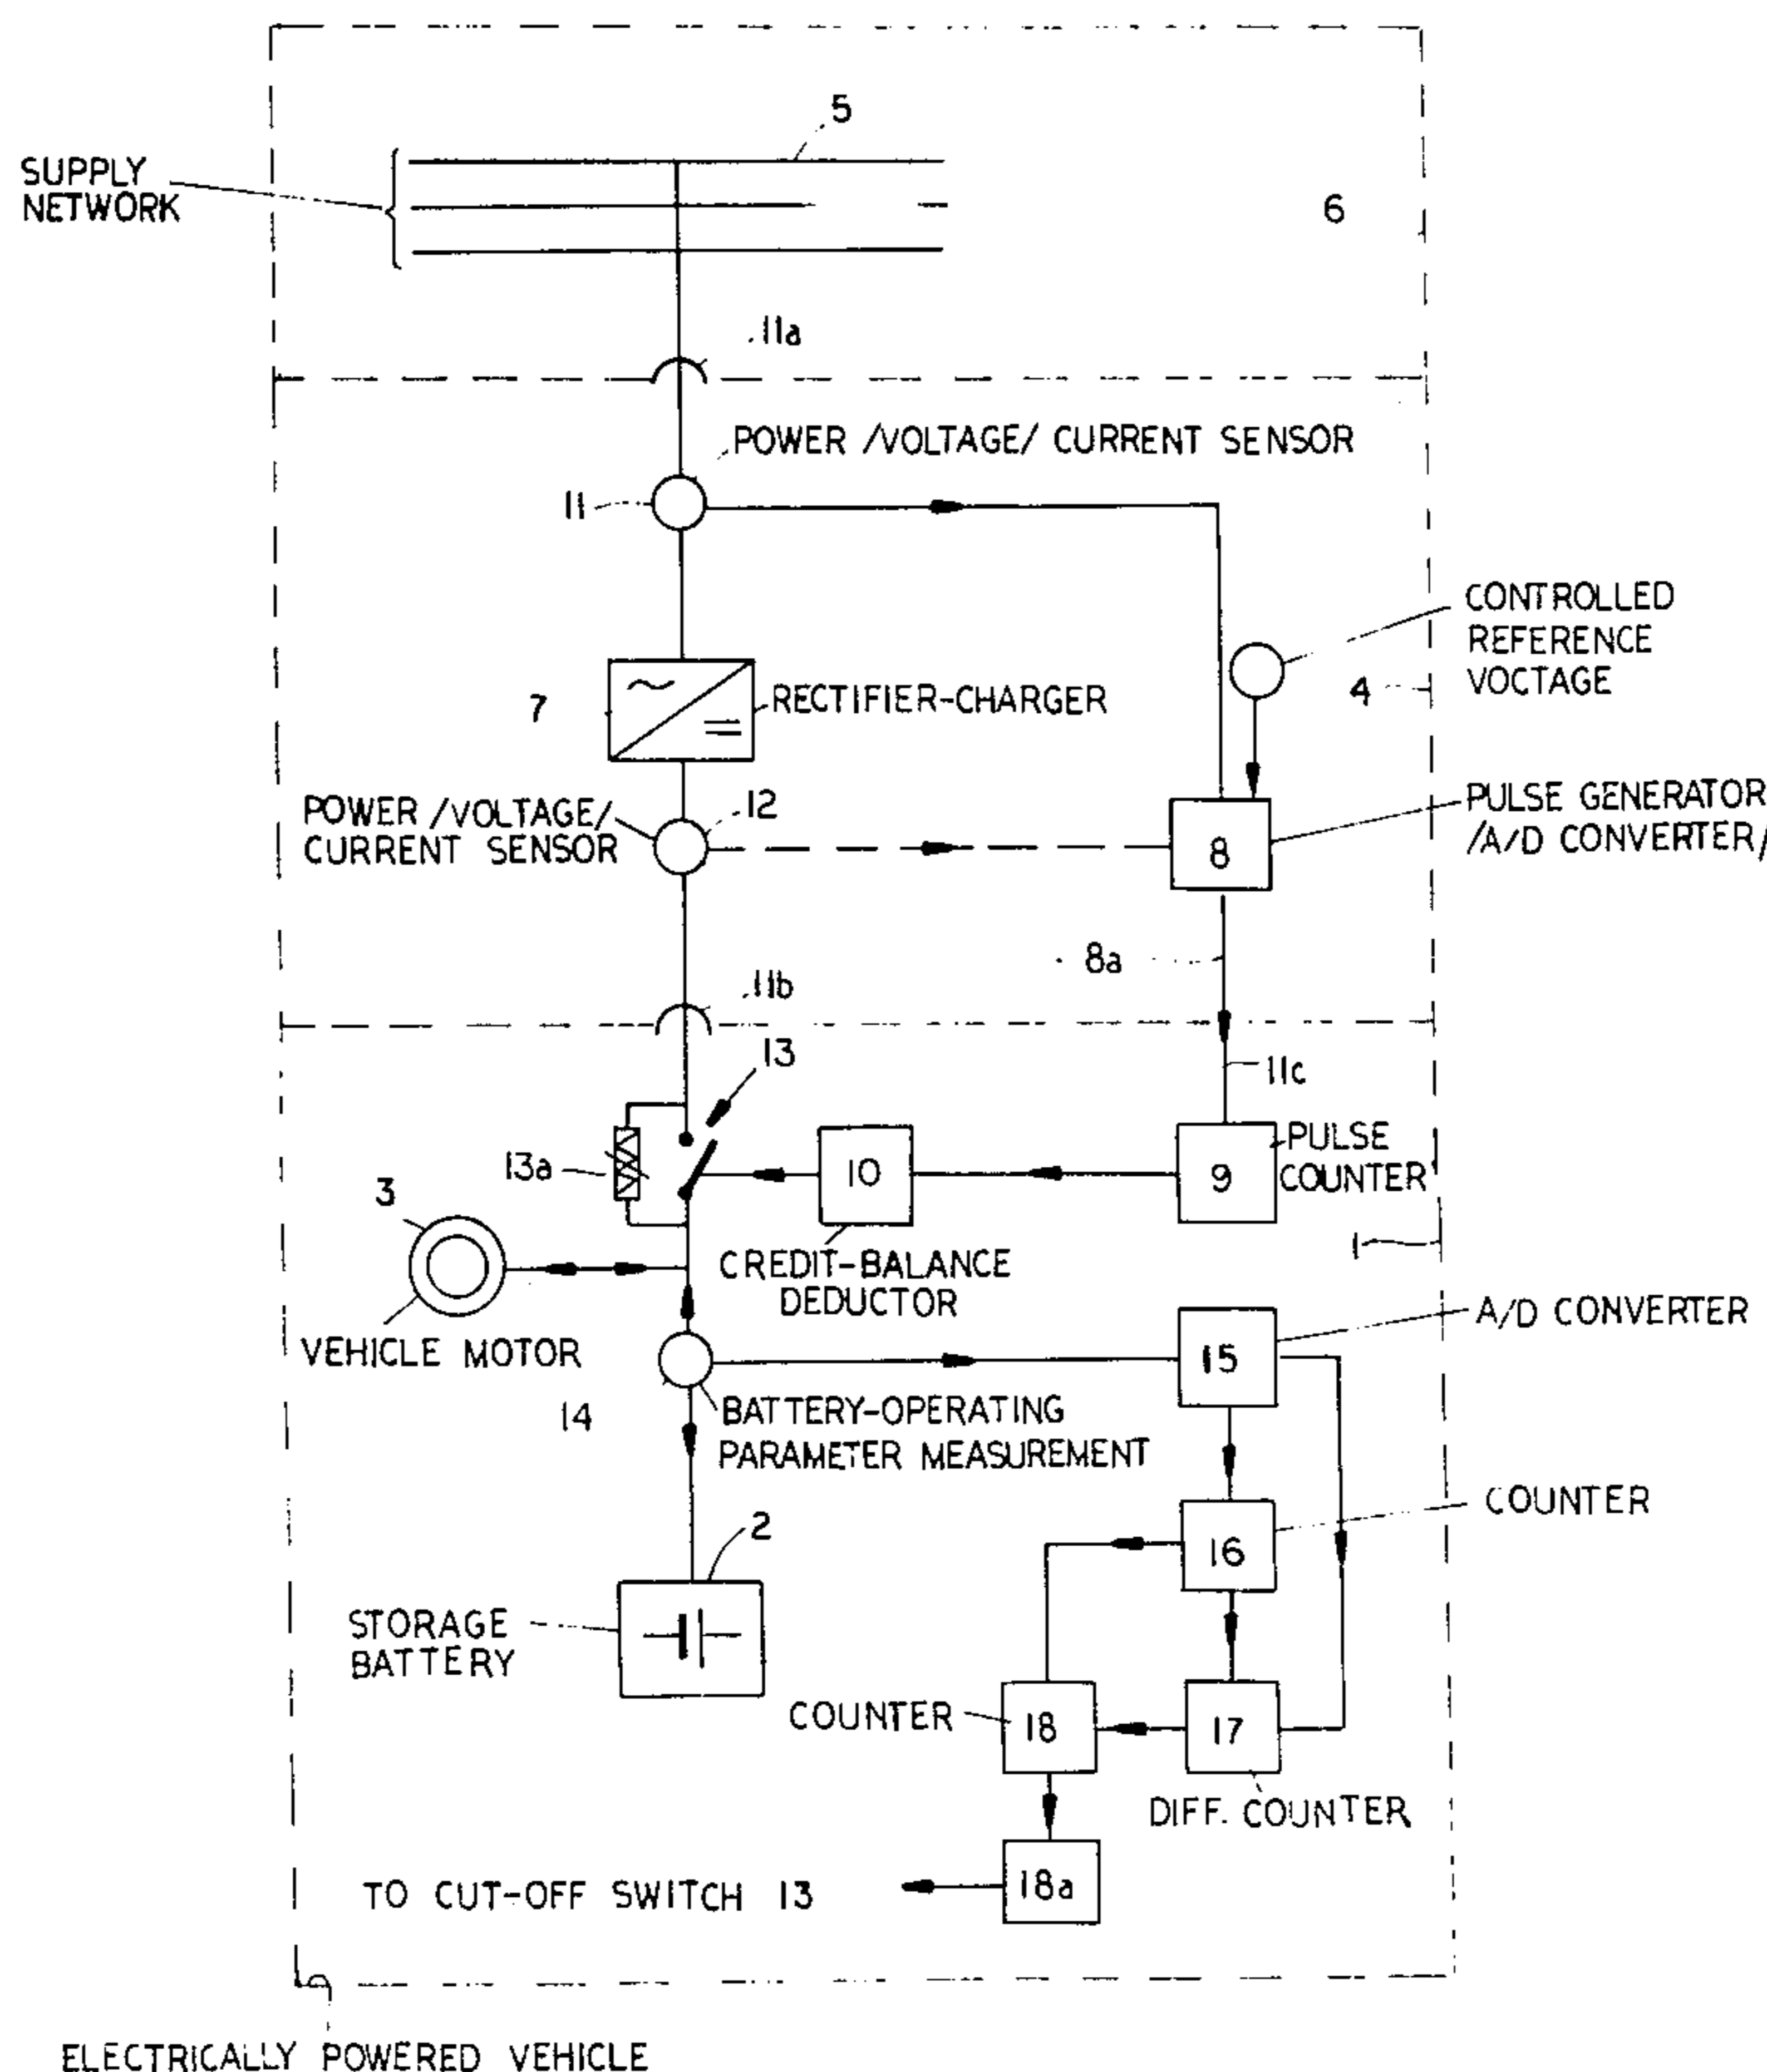 5
SUPPLY
NETWORK
6
11a
POWER /VOLTAGE/ CURRENT SENSOR
11
CONTROLLED
REFERENCE
VOCTAGE
4
7
RECTIFIER-CHARGER
POWER /VOLTAGE/
CURRENT SENSOR
12
PULSE GENERATOR
/A/D CONVERTER/
8
8a
11b
13
11c
13a
10
9
PULSE
COUNTER
3
1
CREDIT-BALANCE
DEDUCTOR
VEHICLE MOTOR
A/D CONVERTER
15
14
BATTERY-OPERATING
PARAMETER MEASUREMENT
COUNTER
2
16
STORAGE
BATTERY
COUNTER
18
17
DIFF. COUNTER
TO CUT-OFF SWITCH 13
18a
ELECTRICALLY POWERED VEHICLE